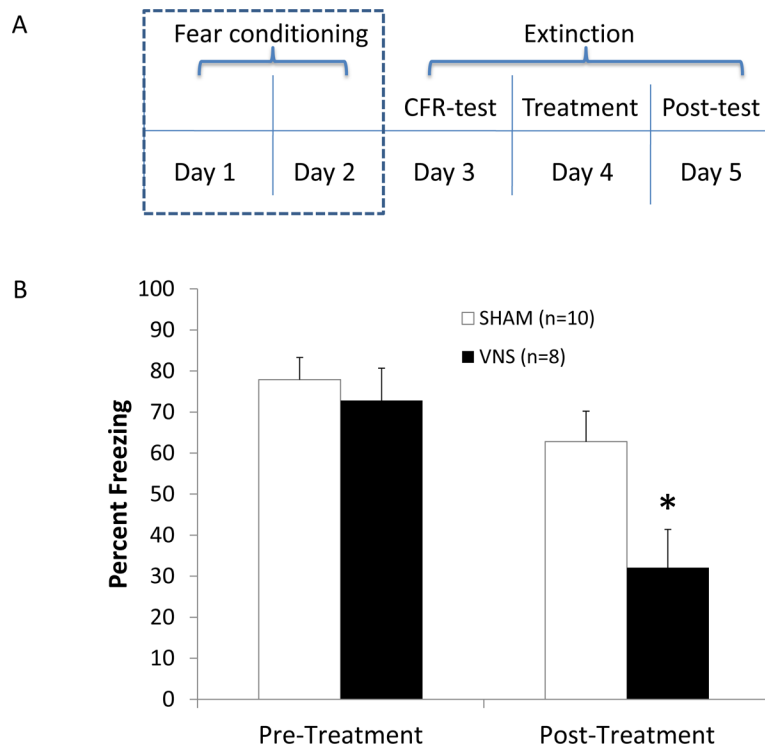 A
Fear conditioning Extinction
CFR-test Treatment Post-test
Day 1 Day 2 Day 3 Day 4 Day 5
B
100
90
80
70
60
50
40
30
20
10
0
Percent Freezing
SHAM (n=10)
VNS (n=8)
*
Pre-Treatment Post-Treatment